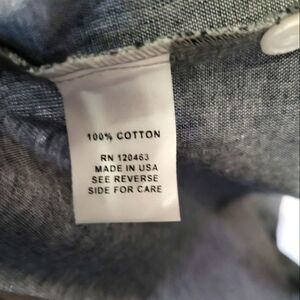 100% COTTON
RN 120463
MADE IN USA
SEE REVERSE
SIDE FOR CARE